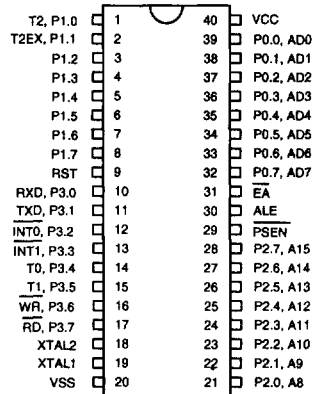 T2, P1.0 1 40 VCC
T2EX, P1.1 2 39 P0.0, AD0
P1.2 3 38 P0.1, AD1
P1.3 4 37 P0.2, AD2
P1.4 5 36 P0.3, AD3
P1.5 6 35 P0.4, AD4
P1.6 7 34 P0.5, AD5
P1.7 8 33 P0.6, AD6
RST 9 32 P0.7, AD7
RXD, P3.0 10 31 EA
TXD, P3.1 11 30 ALE
INT0, P3.2 12 29 PSEN
INT1, P3.3 13 28 P2.7, A15
T0, P3.4 14 27 P2.6, A14
T1, P3.5 15 26 P2.5, A13
WR, P3.6 16 25 P2.4, A12
RD, P3.7 17 24 P2.3, A11
XTAL2 18 23 P2.2, A10
XTAL1 19 22 P2.1, A9
VSS 20 21 P2.0, A8